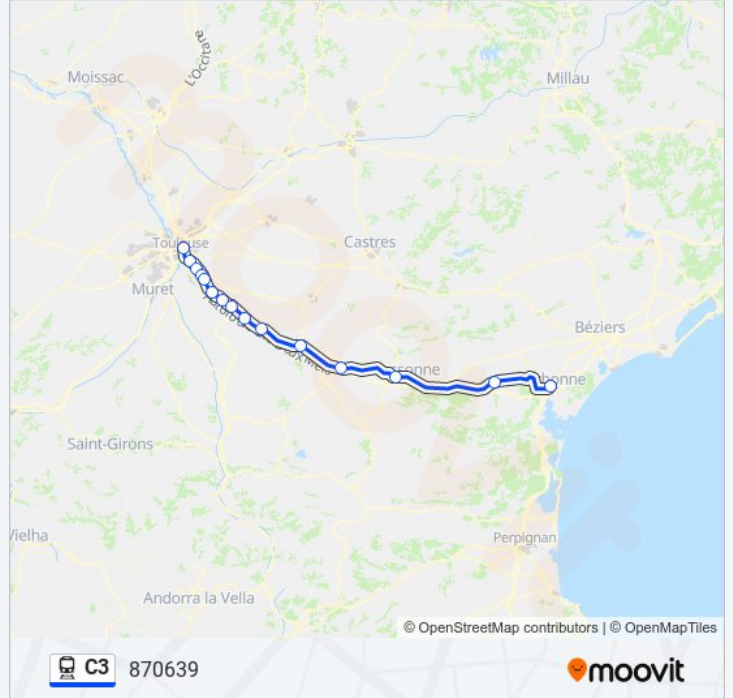 L'Occitane
Moissac
Millau
Toulouse
Castres
Muret
Béziers
Saint-Girons
Vielha
Perpignan
Andorra la Vella
© OpenStreetMap contributors | © OpenMapTiles
C3 870639
moovit